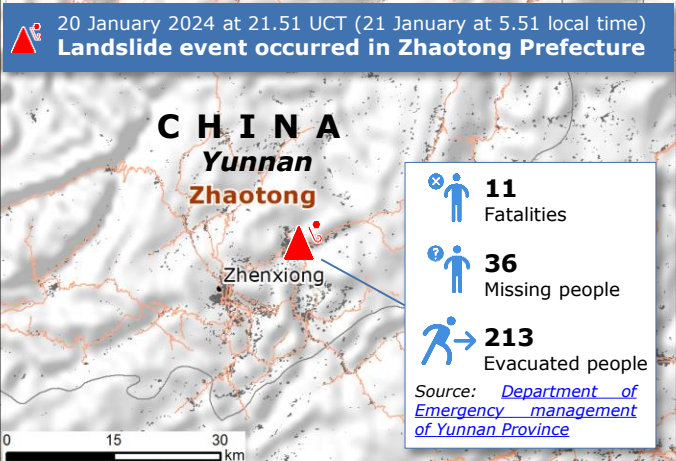 20 January 2024 at 21.51 UCT (21 January at 5.51 local time)
Landslide event occurred in Zhaotong Prefecture
CHINA
Yunnan
Zhaotong
Zhenxiong
11
Fatalities
36
Missing people
213
Evacuated people
Source: Department of
Emergency management
of Yunnan Province
0 15 30
km